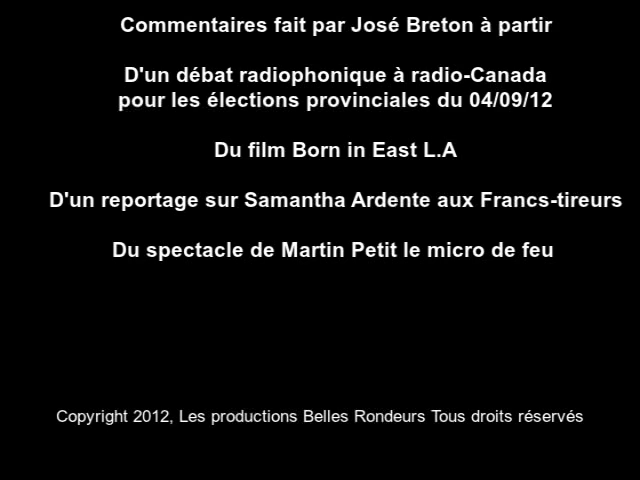 Commentaires fait par José Breton à partir
D'un débat radiophonique à radio-Canada
pour les élections provinciales du 04/09/12
Du film Born in East L.A
D'un reportage sur Samantha Ardente aux Francs-tireurs
Du spectacle de Martin Petit le micro de feu
Copyright 2012, Les productions Belles Rondeurs Tous droits réservés